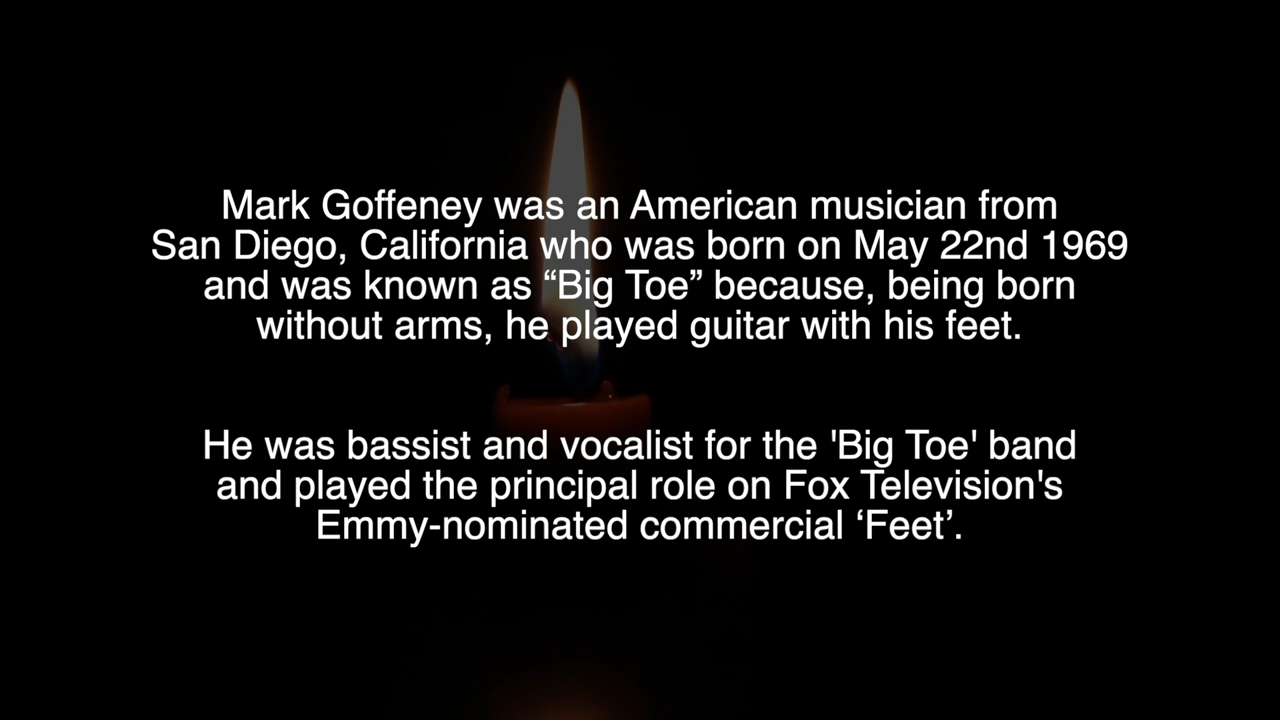 Mark Goffeney was an American musician from
San Diego, California who was born on May 22nd 1969
and was known as “Big Toe” because, being born
without arms, he played guitar with his feet.
He was bassist and vocalist for the 'Big Toe' band
and played the principal role on Fox Television's
Emmy-nominated commercial ‘Feet’.